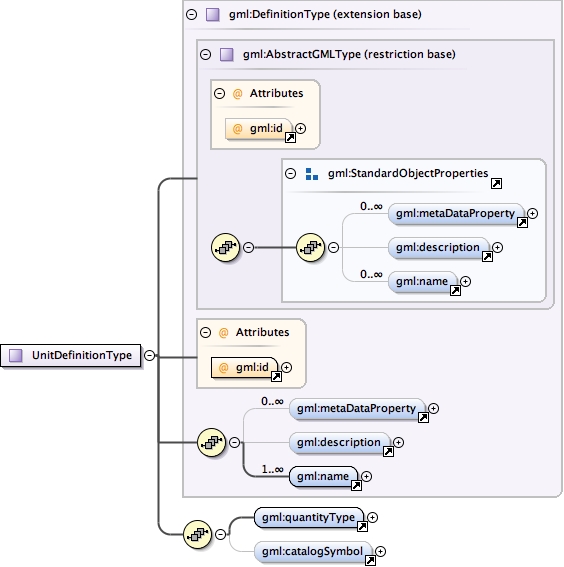 gml:DefinitionType (extension base)
gml:AbstractGMLType (restriction base)
@ Attributes
@ gml:id
gml:StandardObjectProperties
0..∞
gml:metaDataProperty
gml:description
0..∞
gml:name
@ Attributes
UnitDefinitionType
@ gml:id
0..∞
gml:metaDataProperty
gml:description
1..∞
gml:name
gml:quantityType
gml:catalogSymbol